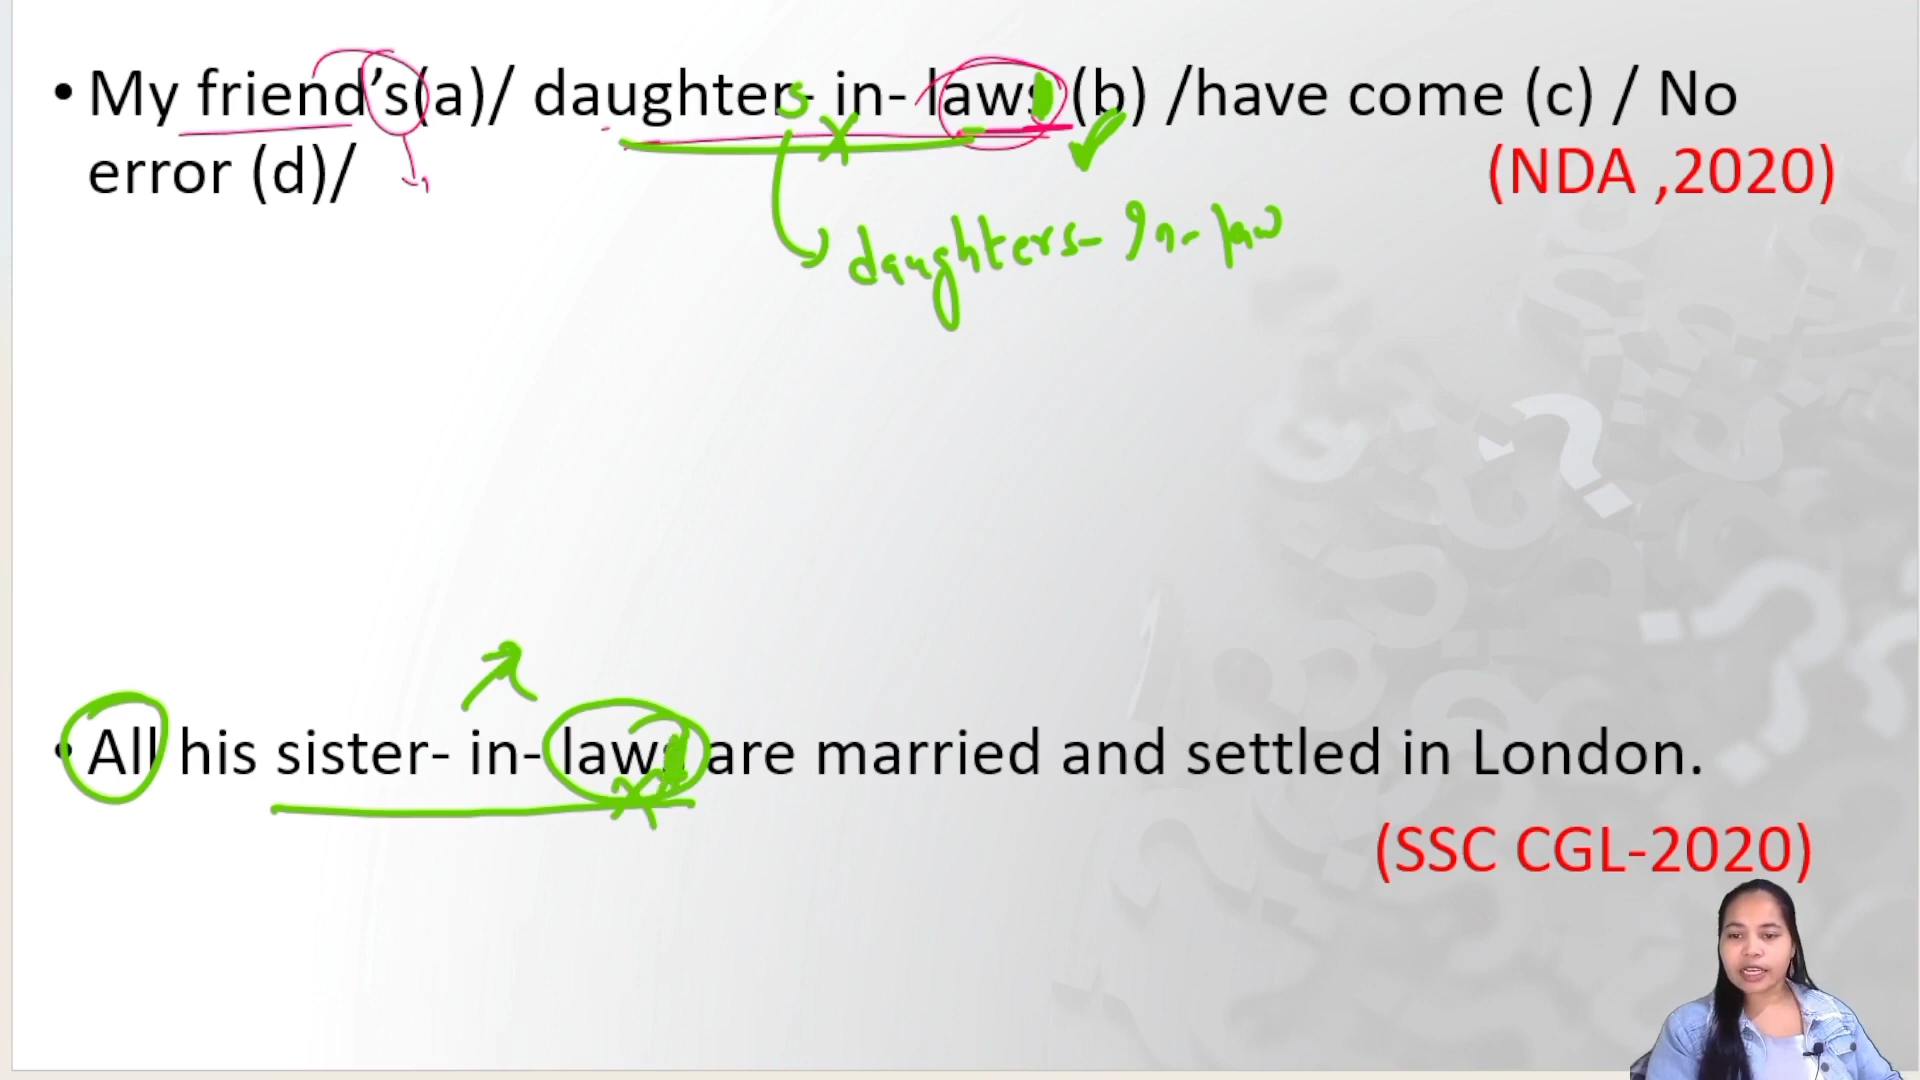 • My friend's(a)/ daughter- in- laws (b) /have come (c) / No
error (d)/
(NDA ,2020)
daughters- In- law
• All his sister- in- laws are married and settled in London.
(SSC CGL-2020)